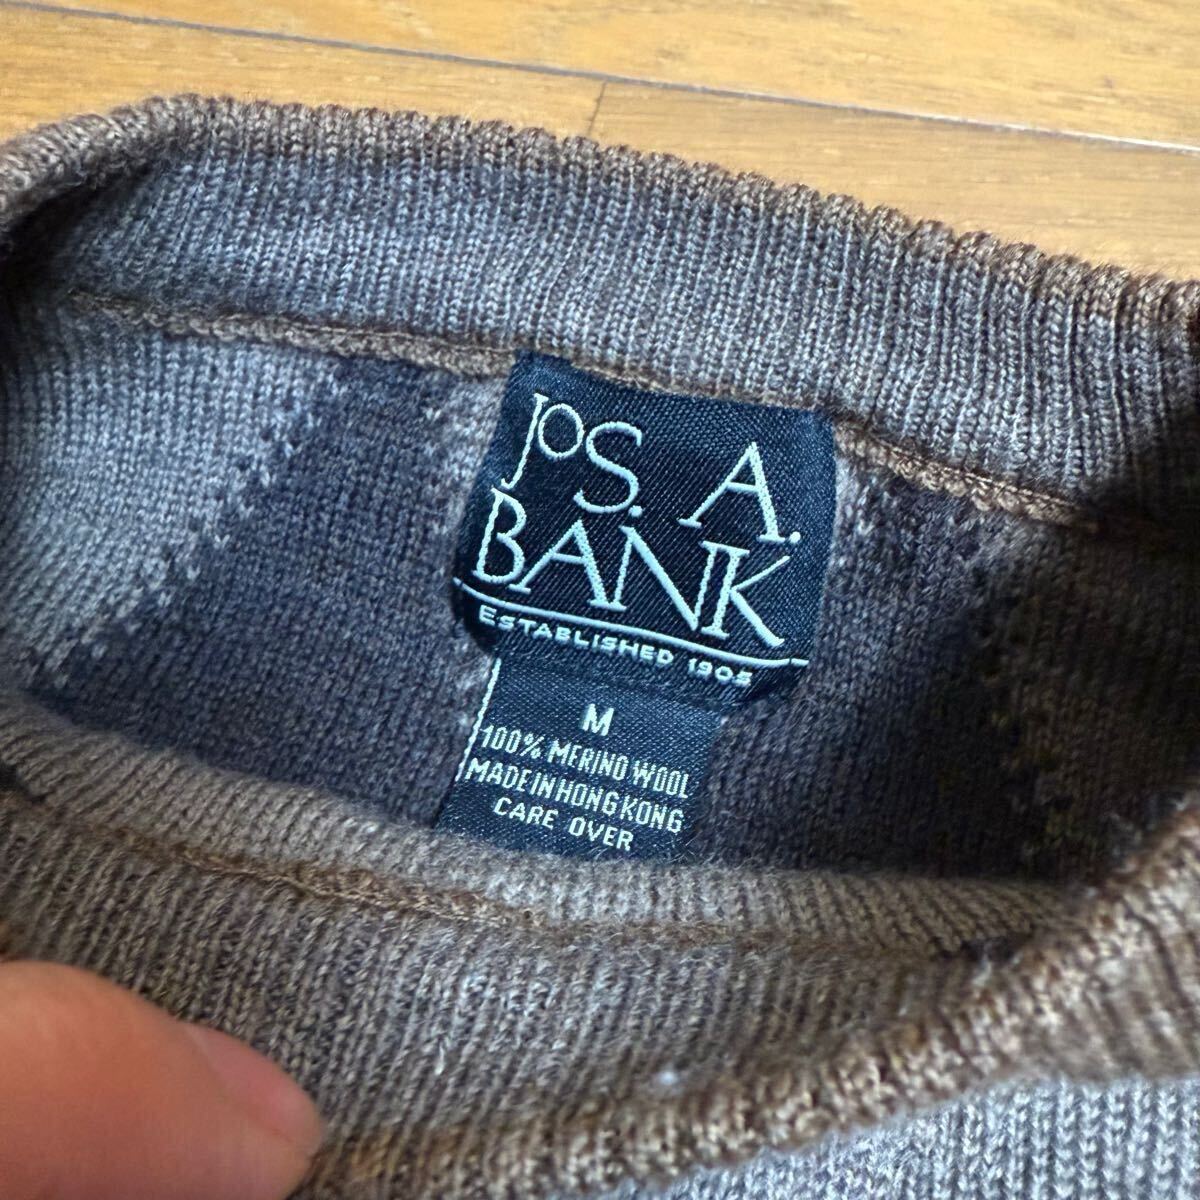 Jos. A.
BANK
ESTABLISHED 1905
M
100% MERINO WOOL
MADE IN HONG KONG
CARE OVER